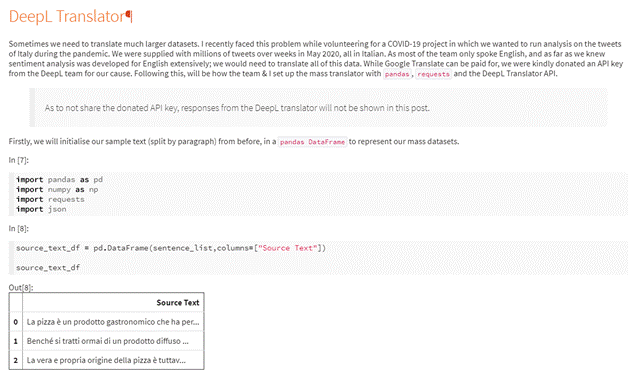 DeepL Translator¶
Sometimes we need to translate much larger datasets. I recently faced this problem while volunteering for a COVID-19 project in which we wanted to run analysis on the tweets
of Italy during the pandemic. We were supplied with millions of tweets over weeks in May 2020, all in Italian. As most of the team only spoke English, and as far as we knew
sentiment analysis was developed for English extensively; we would need to translate all of this data. While Google Translate can be paid for, we were kindly donated an API key
from the DeepL team for our cause. Following this, will be how the team & I set up the mass translator with pandas, requests and the DeepL Translator API.
As to not share the donated API key, responses from the DeepL translator will not be shown in this post.
Firstly, we will initialise our sample text (split by paragraph) from before, in a pandas DataFrame to represent our mass datasets.
In [7]:
import pandas as pd
import numpy as np
import requests
import json
In [8]:
source_text_df = pd.DataFrame(sentence_list,columns=["Source Text"])
source_text_df
Out[8]:
Source Text
0 La pizza è un prodotto gastronomico che ha per...
1 Benché si tratti ormai di un prodotto diffuso ...
2 La vera e propria origine della pizza è tuttav...